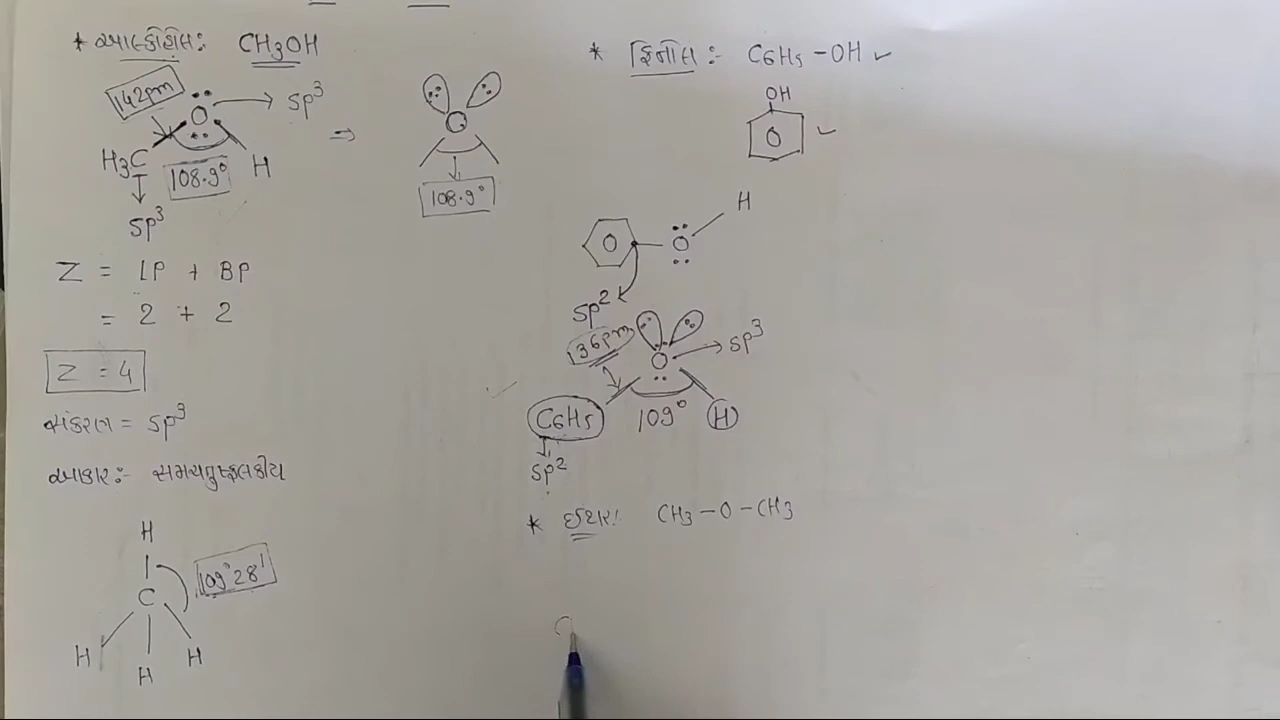 * આલ્કોહોલ: CH3OH
142pm
O → sp3
H3C
108.9°
H
sp3
⇒
O
108.9°
Z = LP + BP
= 2 + 2
Z = 4
સંકરણ = sp3
આકાર:- સમચતુષ્ફલકીય
H
C
109°28'
H
H
H
* ફિનોલ:- C6H5 - OH ✓
OH
✓
H
O
sp2
136pm
O → sp3
C6H5
109°
H
sp2
* ઈથર: CH3 - O - CH3
C